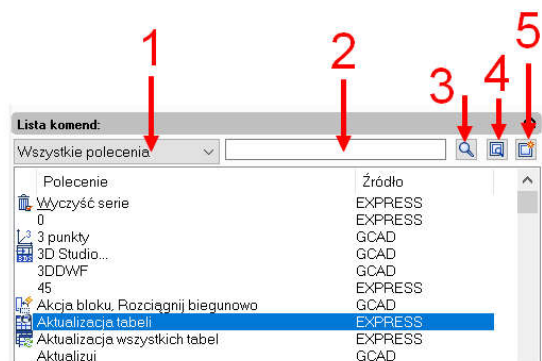 1
2
3
4
5
Lista komend:
Wszystkie polecenia
Polecenie Źródło
Wyczyść serie EXPRESS
0 EXPRESS
3 punkty GCAD
3D Studio... GCAD
3DDWF GCAD
45 EXPRESS
Akcja bloku, Rozciągnij biegunowo GCAD
Aktualizacja tabeli EXPRESS
Aktualizacja wszystkich tabel EXPRESS
Aktualizuj GCAD